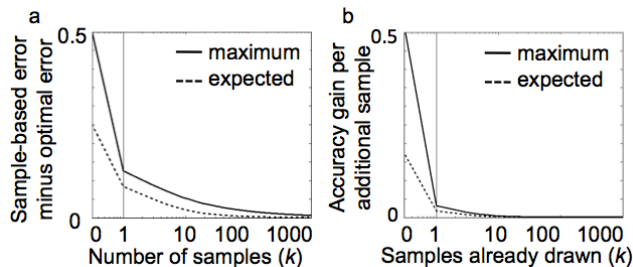 a
Sample-based error
minus optimal error
0.5
0
maximum
expected
0 1 10 100 1000
Number of samples (k)
b
Accuracy gain per
additional sample
0.5
0
maximum
expected
0 1 10 100 1000
Samples already drawn (k)